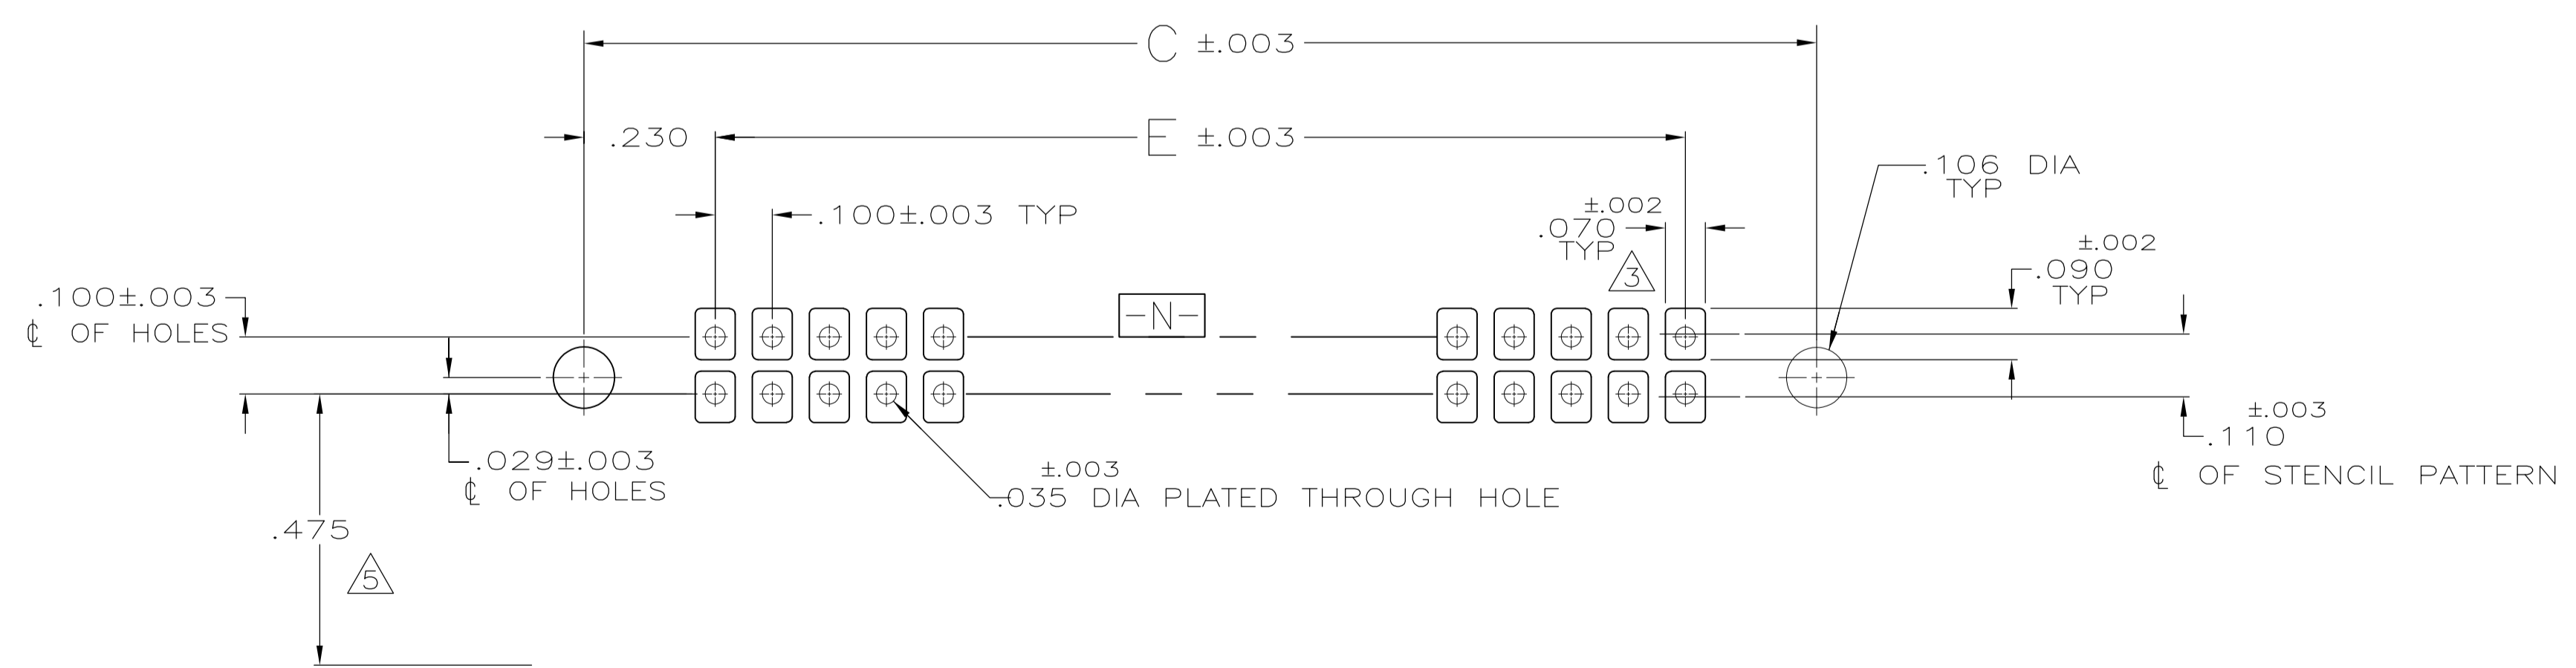 C ±.003
.230
E ±.003
.106 DIA
TYP
.100±.003 TYP
±.002
.070
TYP
3
±.002
.090
TYP
.100±.003
℄ OF HOLES
-N-
±.003
.110
℄ OF STENCIL PATTERN
.029±.003
℄ OF HOLES
±.003
.035 DIA PLATED THROUGH HOLE
.475
5